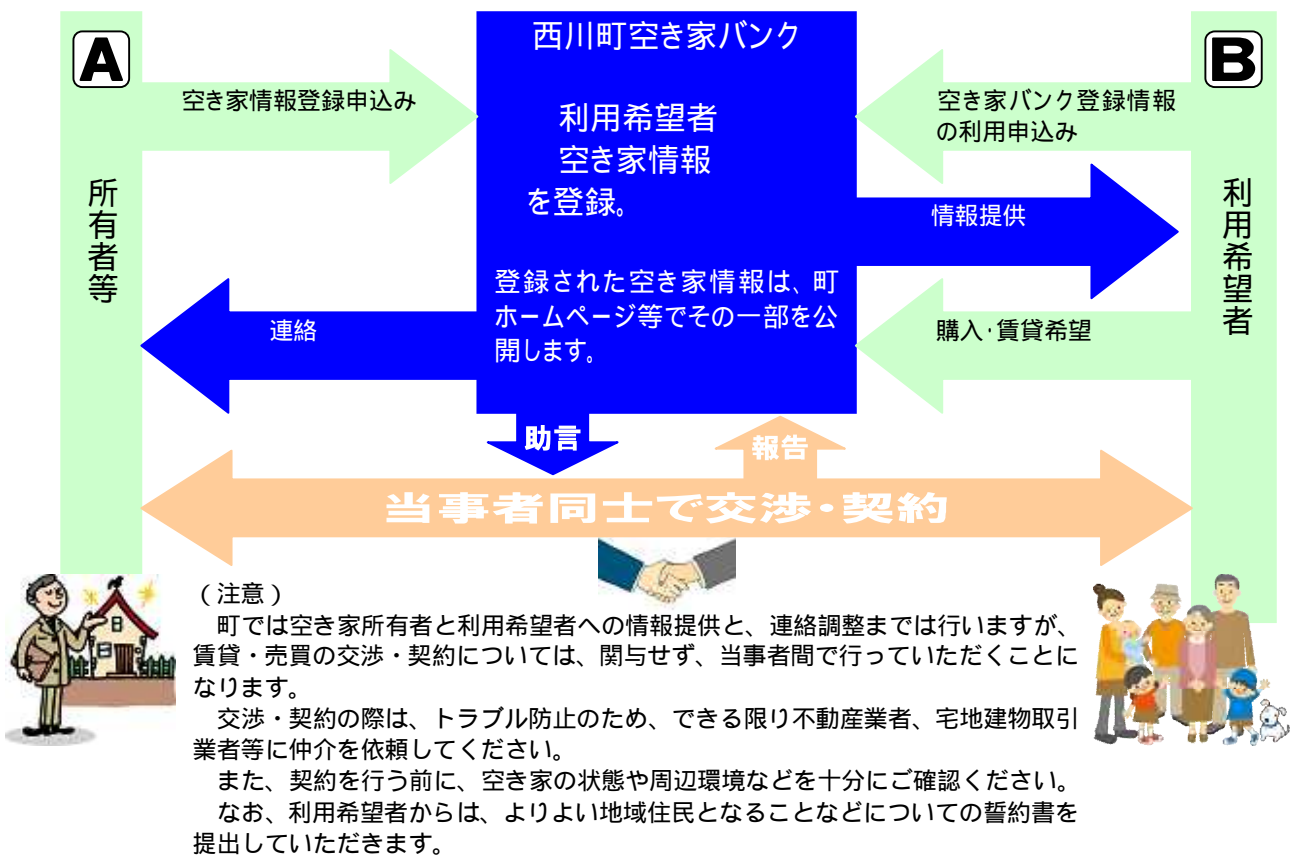 A
所有者等
空き家情報登録申込み
連絡
西川町空き家バンク
利用希望者
空き家情報
を登録。
登録された空き家情報は、町
ホームページ等でその一部を公
開します。
B
利用希望者
空き家バンク登録情報
の利用申込み
情報提供
購入・賃貸希望
助言
報告
当事者同士で交渉・契約
（注意）
町では空き家所有者と利用希望者への情報提供と、連絡調整までは行いますが、
賃貸・売買の交渉・契約については、関与せず、当事者間で行っていただくことに
なります。
交渉・契約の際は、トラブル防止のため、できる限り不動産業者、宅地建物取引
業者等に仲介を依頼してください。
また、契約を行う前に、空き家の状態や周辺環境などを十分にご確認ください。
なお、利用希望者からは、よりよい地域住民となることなどについての誓約書を
提出していただきます。